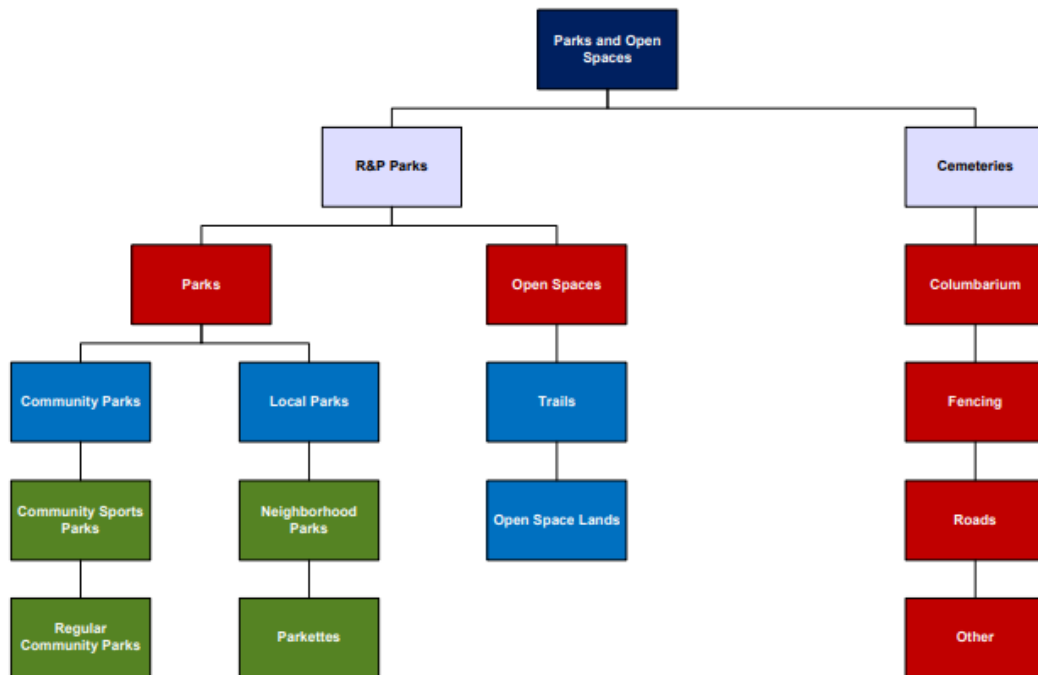 Parks and Open
Spaces
R&P Parks
Cemeteries
Parks
Open Spaces
Columbarium
Community Parks
Local Parks
Trails
Fencing
Community Sports
Parks
Neighborhood
Parks
Open Space Lands
Roads
Regular
Community Parks
Parkettes
Other